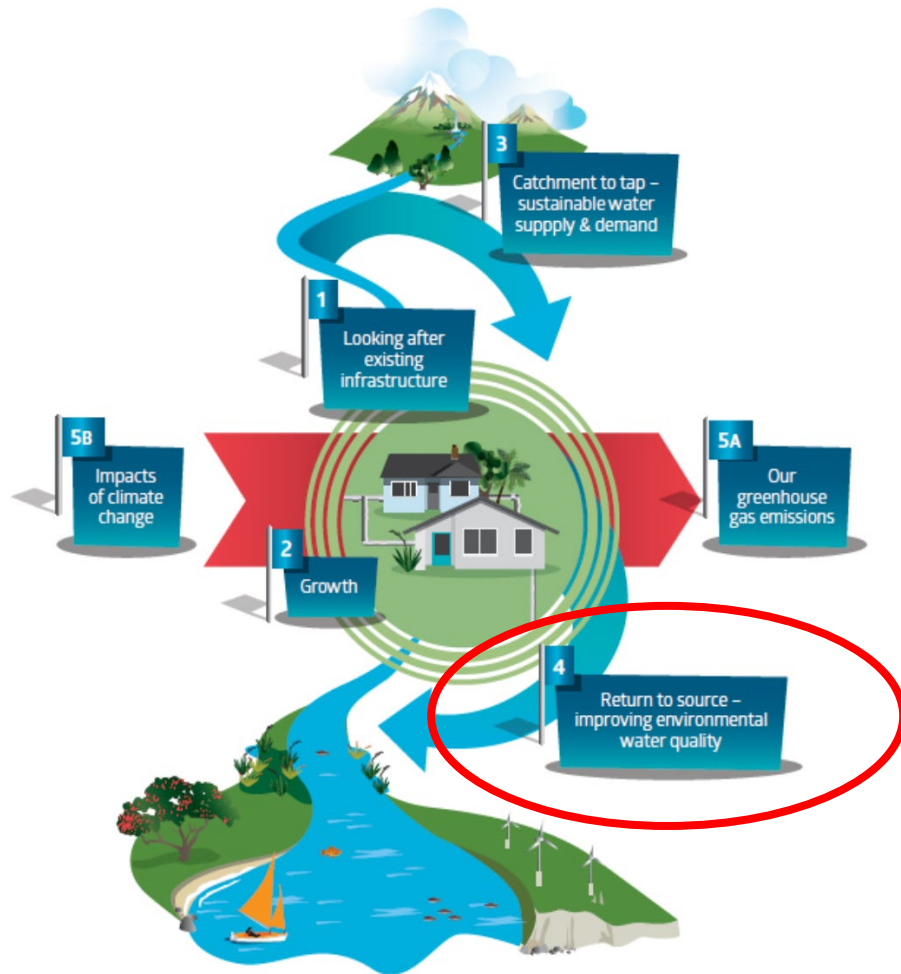 3
Catchment to tap –
sustainable water
suppply & demand
1
Looking after
existing
infrastructure
5B
Impacts
of climate
change
5A
Our
greenhouse
gas emissions
2
Growth
4
Return to source –
improving environmental
water quality